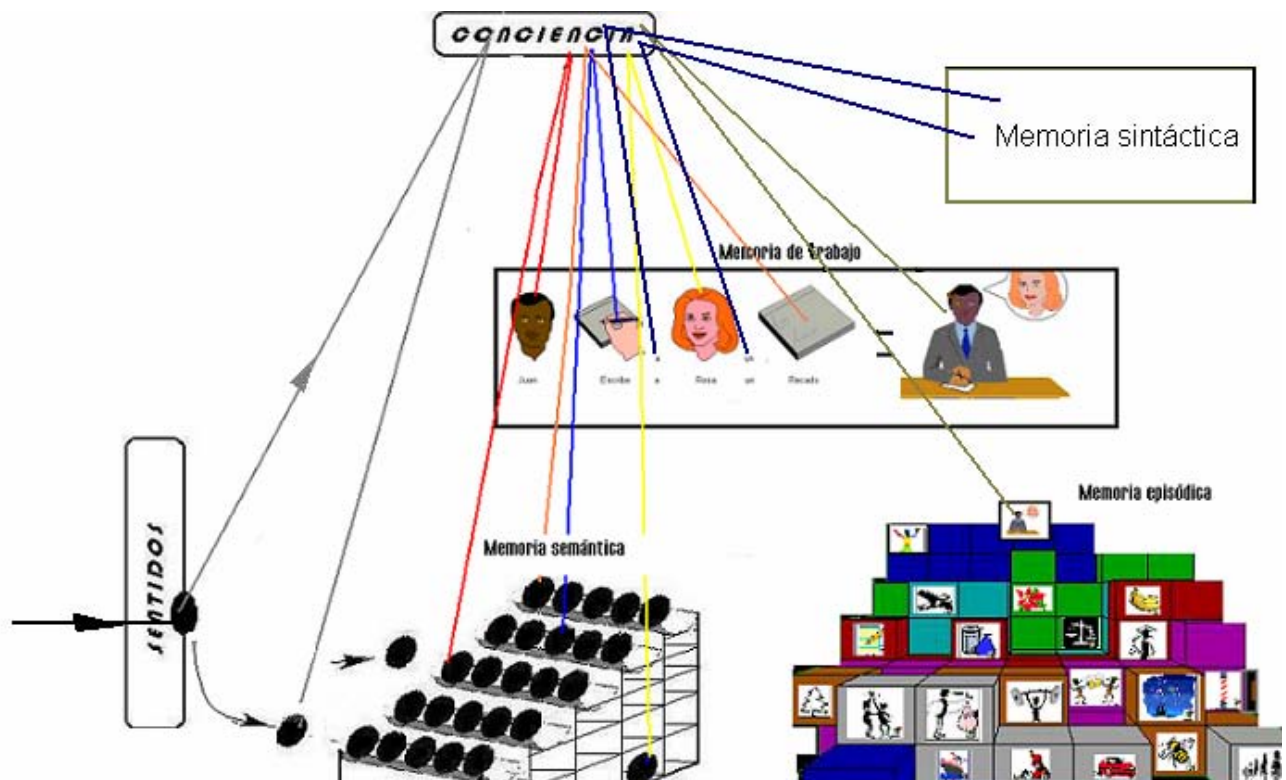 CONCIENCIA
Memoria sintáctica
Memoria de trabajo
Juan Escribe a Rosa un Recado
SENTIDOS
Memoria semántica
Memoria episódica